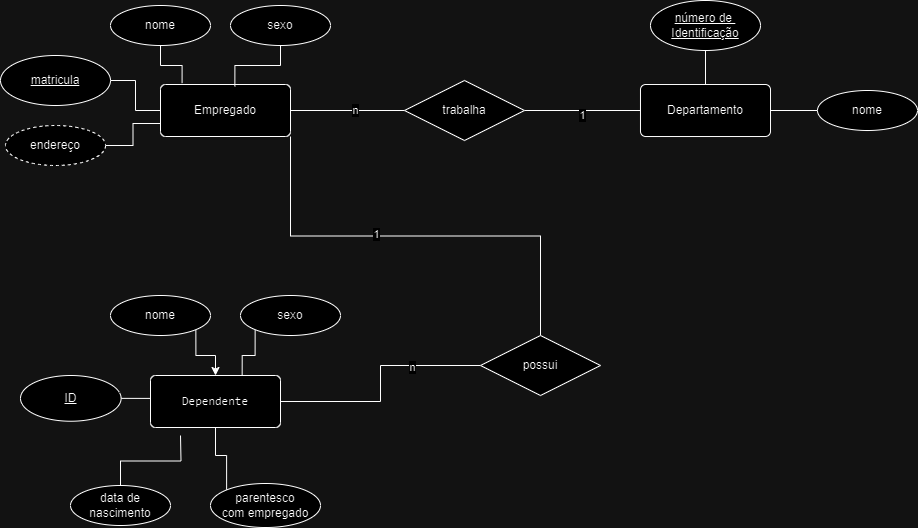 nome
sexo
número de
Identificação
matricula
Empregado
n
trabalha
1
Departamento
nome
endereço
1
nome
sexo
n
possui
ID
Dependente
data de
nascimento
parentesco
com empregado